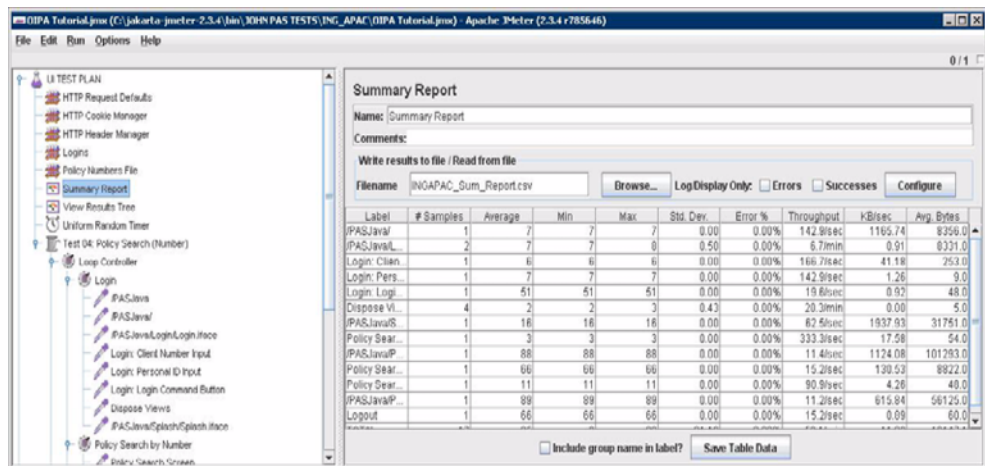 OIPA Tutorial.jmx (C:\jakarta-jmeter-2.3.4\bin\JOHN PAS TESTS\ING_APAC\OIPA Tutorial.jmx) - Apache JMeter (2.3.4 r785646)
File Edit Run Options Help
0 / 1
UI TEST PLAN
HTTP Request Defaults
HTTP Cookie Manager
HTTP Header Manager
Logins
Policy Numbers File
Summary Report
View Results Tree
Uniform Random Timer
Test 04: Policy Search (Number)
Loop Controller
Login
/PASJava
/PASJava/
/PASJava/Login/Login.iface
Login: Client Number Input
Login: Personal ID Input
Login: Login Command Button
Dispose Views
/PASJava/Splash/Splash.iface
Policy Search by Number
Policy Search Screen
Summary Report
Name: Summary Report
Comments:
Write results to file / Read from file
Filename INGAPAC_Sum_Report.csv Browse... Log/Display Only: Errors Successes Configure
Label # Samples Average Min Max Std. Dev. Error % Throughput KB/sec Avg. Bytes
/PASJava/ 1 7 7 7 0.00 0.00% 142.9/sec 1165.74 8356.0
/PASJava/L... 2 7 7 8 0.50 0.00% 6.7/min 0.91 8331.0
Login: Clien... 1 6 6 6 0.00 0.00% 166.7/sec 41.18 253.0
Login: Pers... 1 7 7 7 0.00 0.00% 142.9/sec 1.26 9.0
Login: Logi... 1 51 51 51 0.00 0.00% 19.6/sec 0.92 48.0
Dispose Vi... 4 2 2 3 0.43 0.00% 20.3/min 0.00 5.0
/PASJava/S... 1 16 16 16 0.00 0.00% 62.5/sec 1937.93 31751.0
Policy Sear... 1 3 3 3 0.00 0.00% 333.3/sec 17.58 54.0
/PASJava/P... 1 88 88 88 0.00 0.00% 11.4/sec 1124.08 101293.0
Policy Sear... 1 66 66 66 0.00 0.00% 15.2/sec 130.53 8822.0
Policy Sear... 1 11 11 11 0.00 0.00% 90.9/sec 4.26 48.0
/PASJava/P... 1 89 89 89 0.00 0.00% 11.2/sec 615.84 56125.0
Logout 1 66 66 66 0.00 0.00% 15.2/sec 0.89 60.0
Include group name in label? Save Table Data